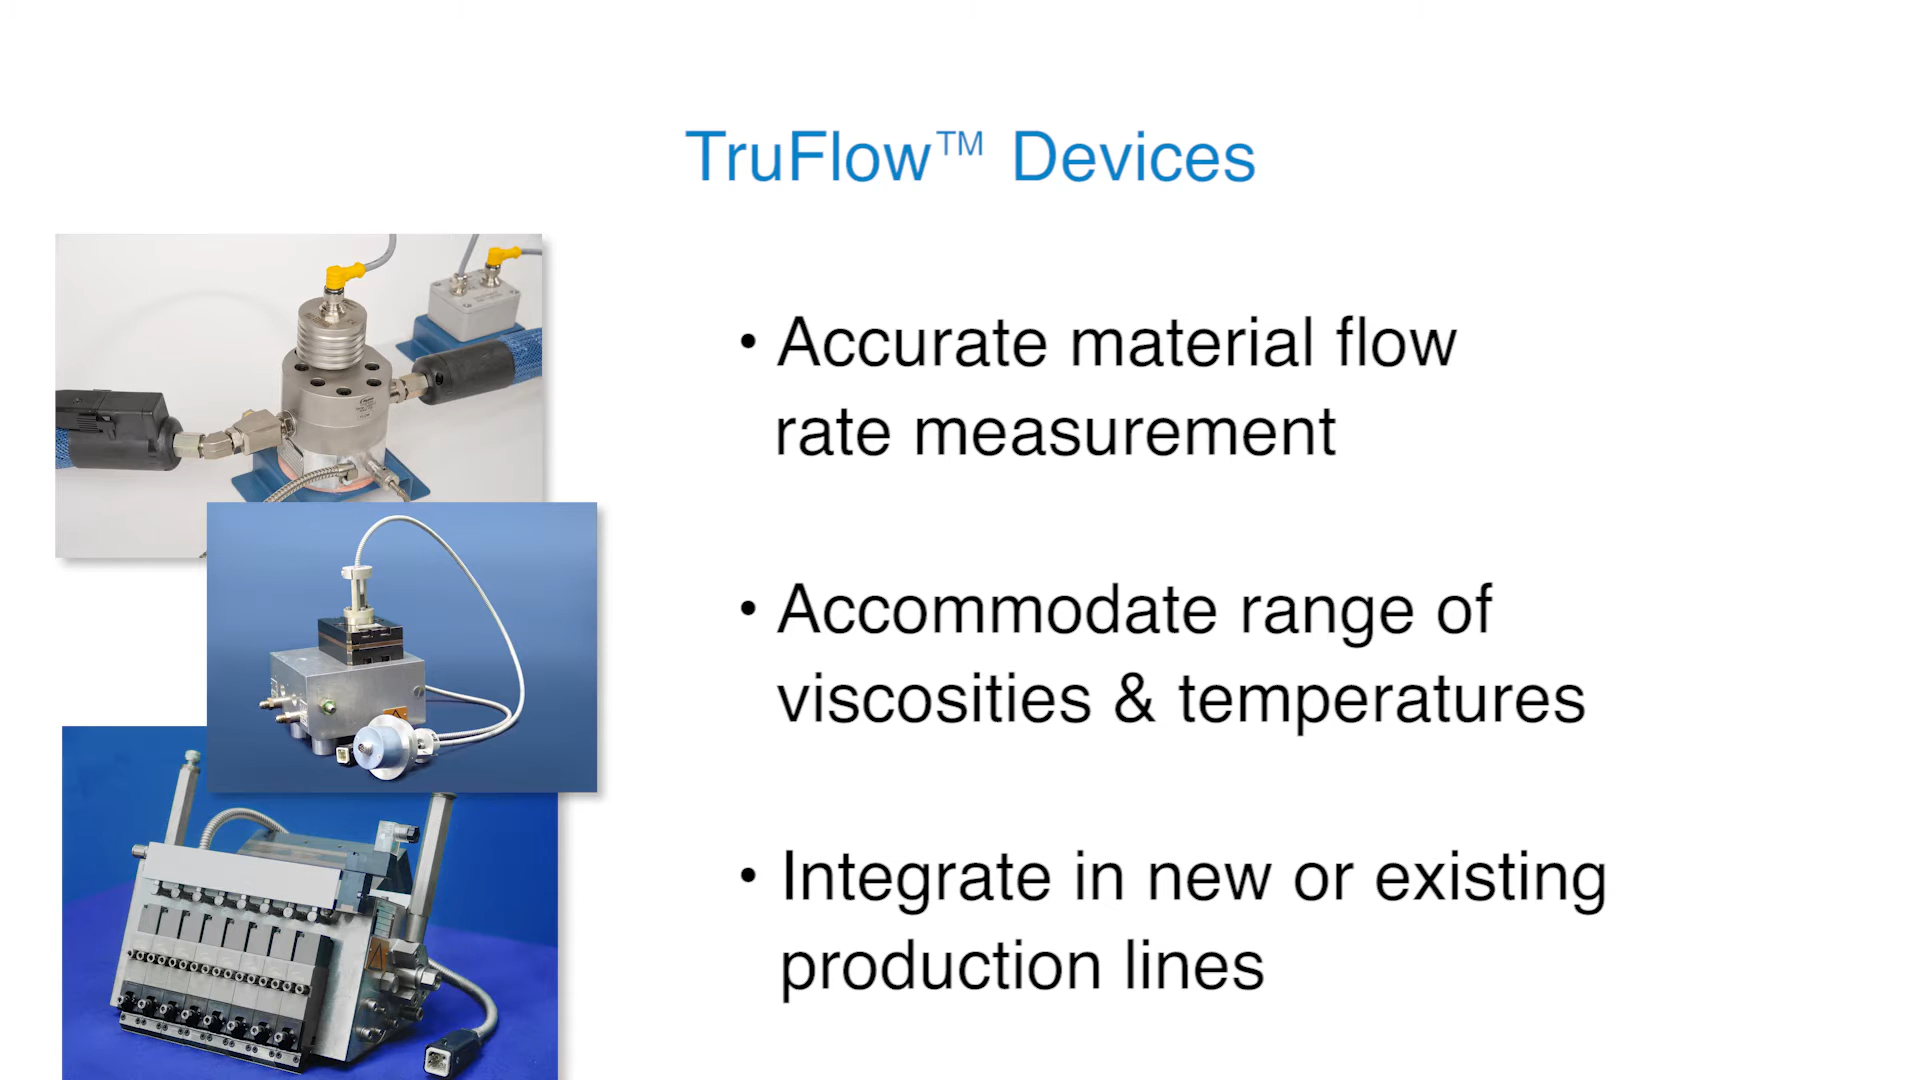 TruFlow™ Devices
• Accurate material flow
rate measurement
• Accommodate range of
viscosities & temperatures
• Integrate in new or existing
production lines